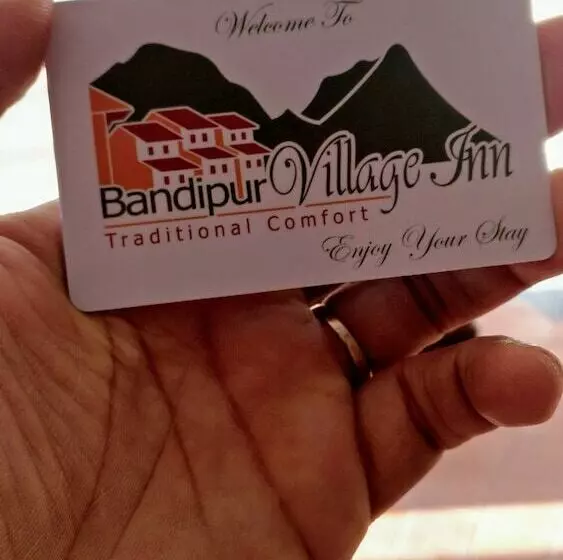 Welcome To
Bandipur Village Inn
Traditional Comfort
Enjoy Your Stay